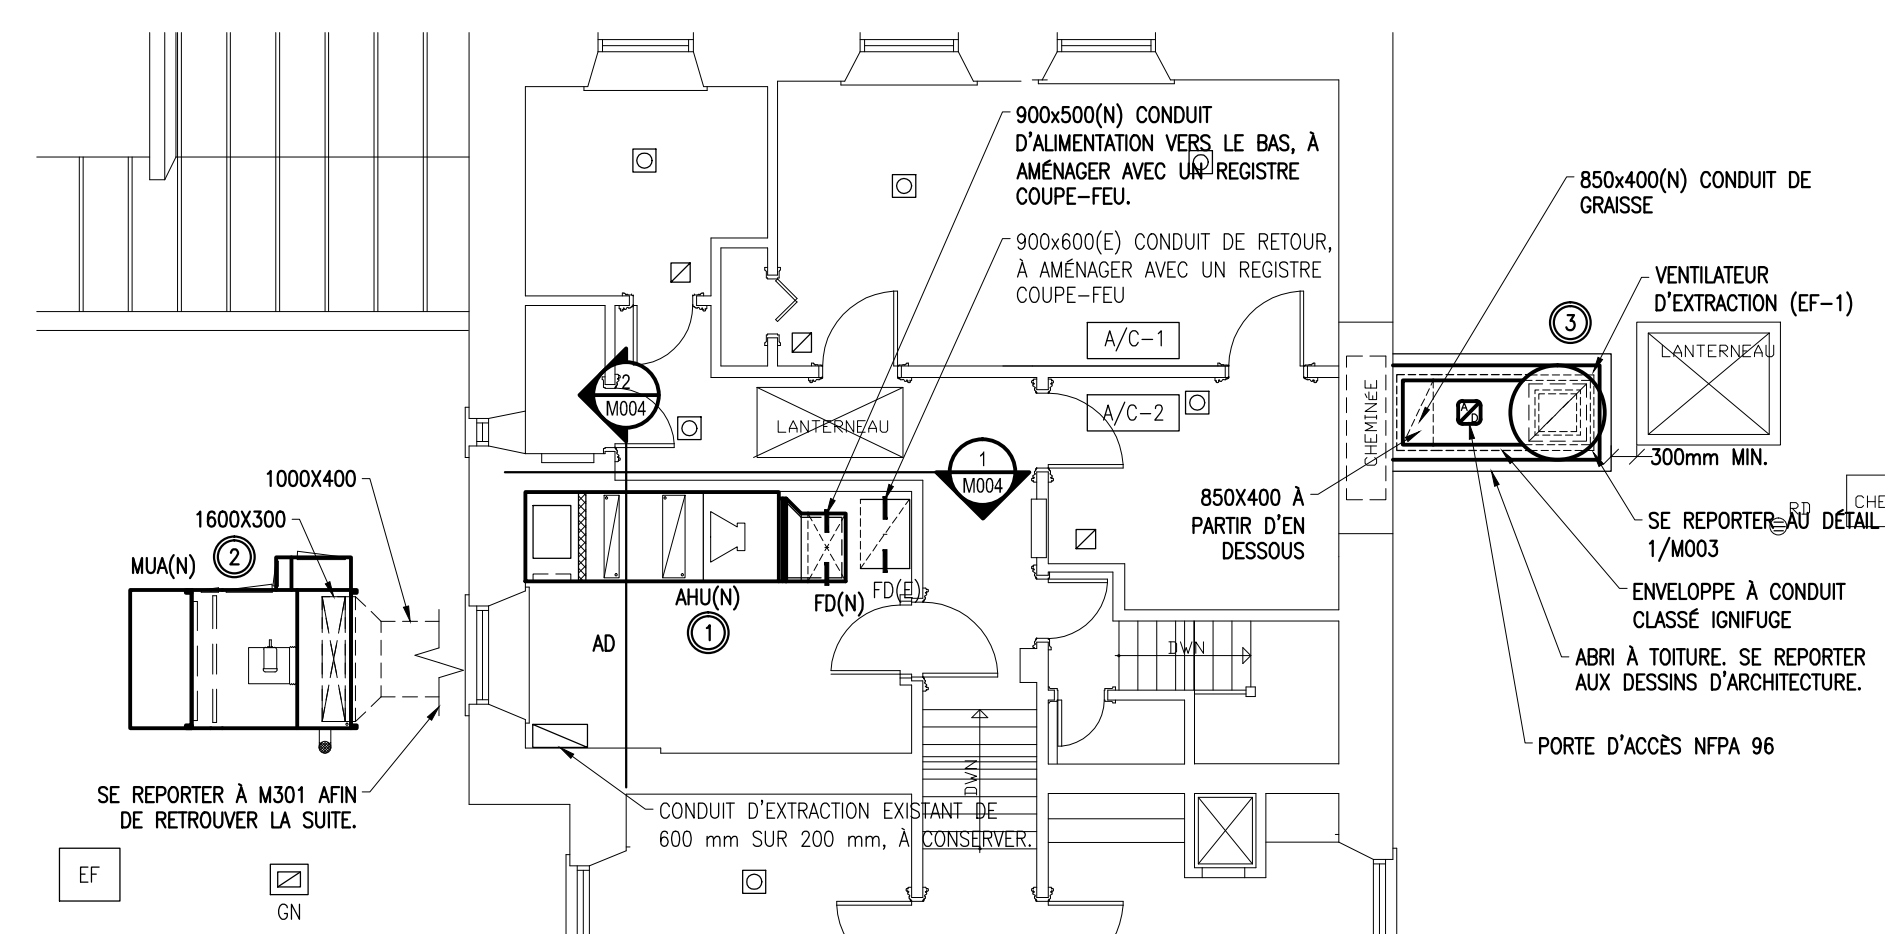 900x500(N) CONDUIT
D'ALIMENTATION VERS LE BAS, À
AMÉNAGER AVEC UN REGISTRE
COUPE-FEU.
900x600(E) CONDUIT DE RETOUR,
À AMÉNAGER AVEC UN REGISTRE
COUPE-FEU
850x400(N) CONDUIT DE
GRAISSE
VENTILATEUR
D'EXTRACTION (EF-1)
3
LANTERNEAU
A/C-1
A/C-2
CHEMINÉE
A
D
2
M004
LANTERNEAU
1
M004
300mm MIN.
850X400 À
PARTIR D'EN
DESSOUS
RD
CHE
SE REPORTER AU DÉTAIL
1/M003
ENVELOPPE À CONDUIT
CLASSÉ IGNIFUGE
ABRI À TOITURE. SE REPORTER
AUX DESSINS D'ARCHITECTURE.
PORTE D'ACCÈS NFPA 96
1000X400
1600X300
MUA(N)
2
AHU(N)
1
FD(N)
FD(E)
AD
DWN
DWN
SE REPORTER À M301 AFIN
DE RETROUVER LA SUITE.
CONDUIT D'EXTRACTION EXISTANT DE
600 mm SUR 200 mm, À CONSERVER.
EF
GN